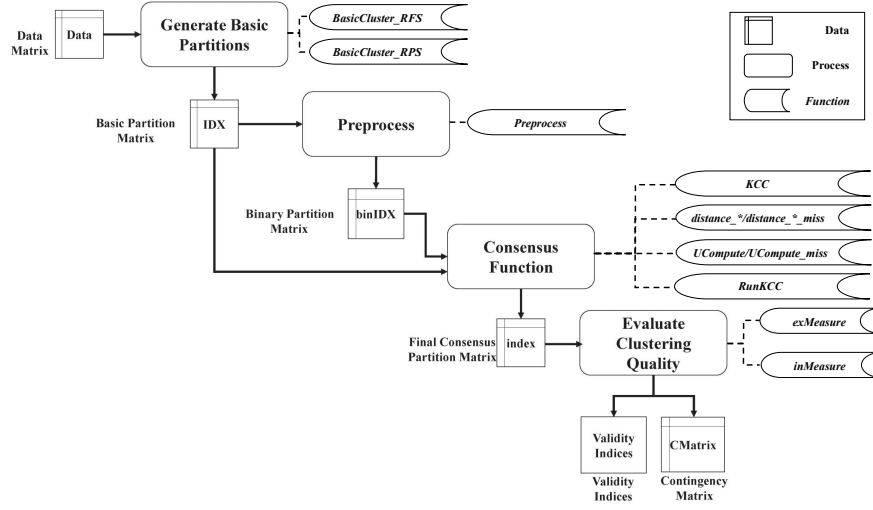 Data
Matrix
Data
Generate Basic
Partitions
BasicCluster_RFS
BasicCluster_RPS
Data
Process
Function
Basic Partition
Matrix
IDX
Preprocess
Preprocess
Binary Partition
Matrix
binIDX
Consensus
Function
KCC
distance_*/distance_*_miss
UCompute/UCompute_miss
RunKCC
Final Consensus
Partition Matrix
index
Evaluate
Clustering
Quality
exMeasure
inMeasure
Validity
Indices
CMatrix
Validity
Indices
Contingency
Matrix